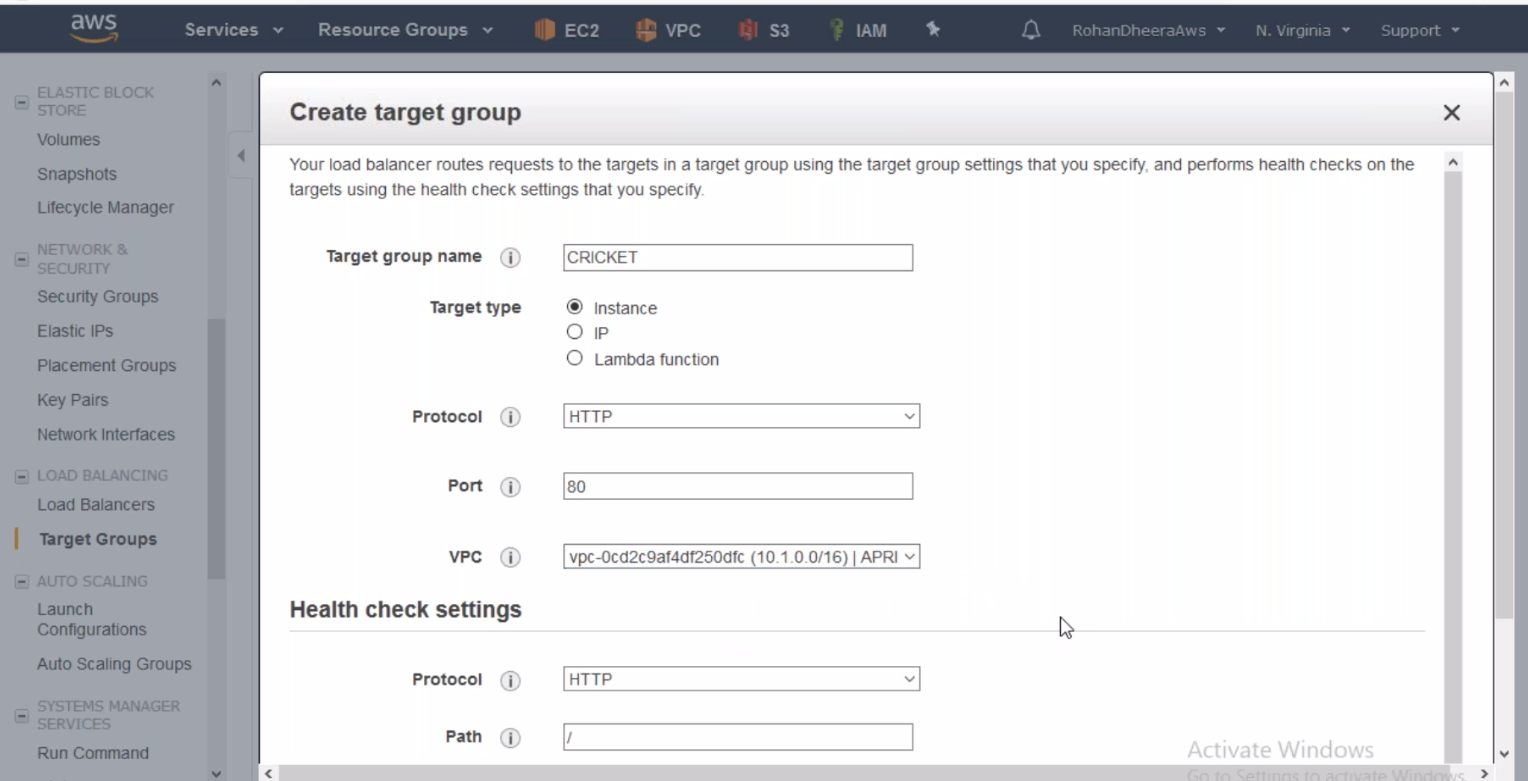 aws Services Resource Groups EC2 VPC S3 IAM RohanDheeraAws N. Virginia Support
ELASTIC BLOCK
STORE
Volumes
Snapshots
Lifecycle Manager
NETWORK &
SECURITY
Security Groups
Elastic IPs
Placement Groups
Key Pairs
Network Interfaces
LOAD BALANCING
Load Balancers
Target Groups
AUTO SCALING
Launch
Configurations
Auto Scaling Groups
SYSTEMS MANAGER
SERVICES
Run Command
Create target group
Your load balancer routes requests to the targets in a target group using the target group settings that you specify, and performs health checks on the
targets using the health check settings that you specify.
Target group name CRICKET
Target type Instance
IP
Lambda function
Protocol HTTP
Port 80
VPC vpc-0cd2c9af4df250dfc (10.1.0.0/16) | APRI
Health check settings
Protocol HTTP
Path /
Activate Windows
Go to Settings to activate Windows.